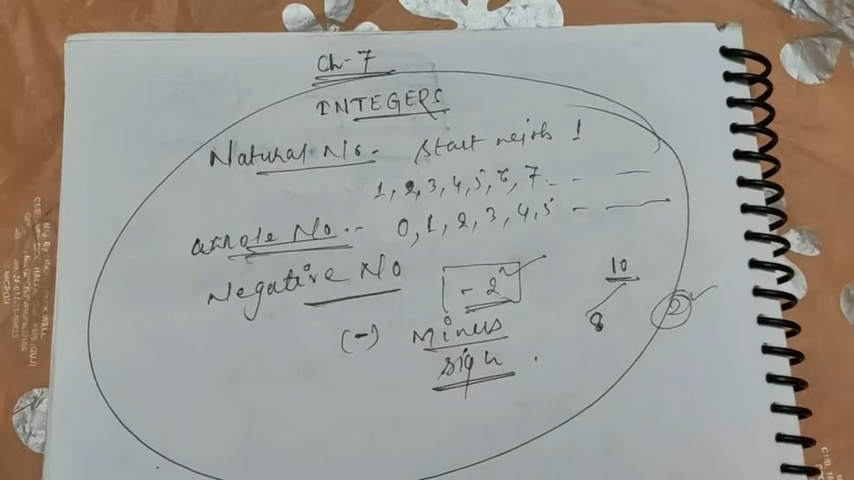 Ch-7
INTEGERS
Natural No. - Start with 1
1, 2, 3, 4, 5, 6, 7 - -
Whole No. - 0, 1, 2, 3, 4, 5 -
Negative No
- 2
10
8
2
(-) Minus
sign.